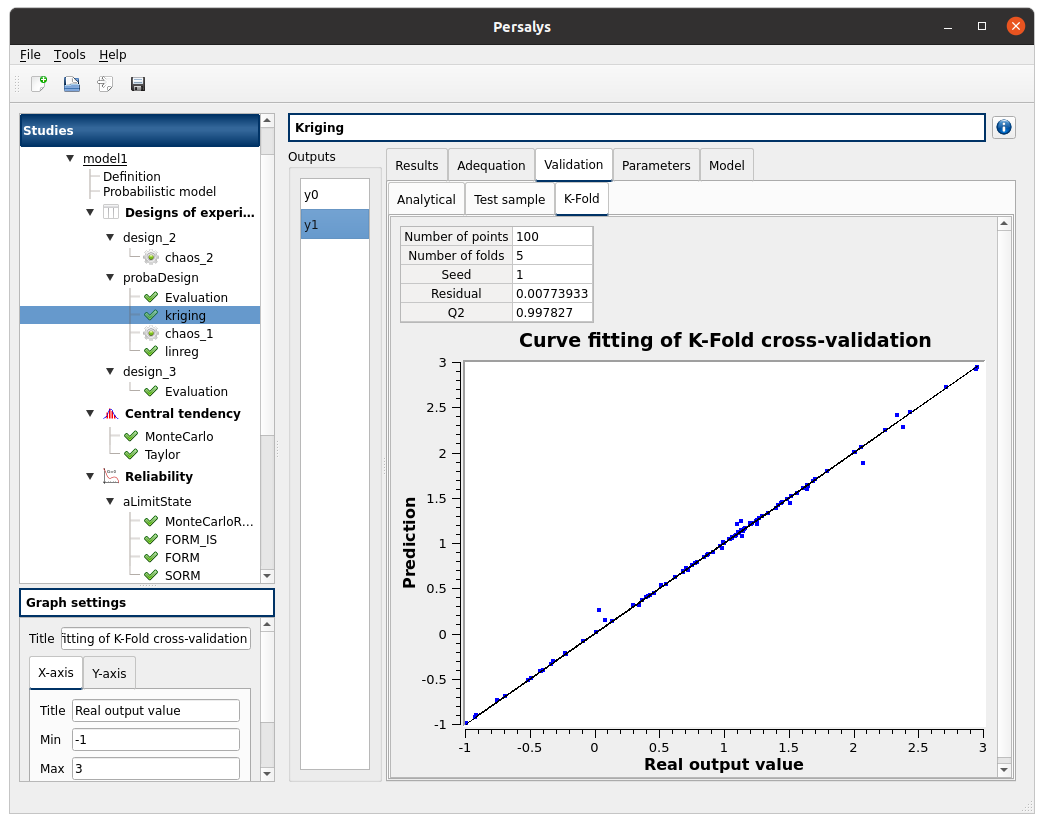 Persalys
File Tools Help
Studies
model1
Definition
Probabilistic model
Designs of experi...
design_2
chaos_2
probaDesign
Evaluation
kriging
chaos_1
linreg
design_3
Evaluation
Central tendency
MonteCarlo
Taylor
Reliability
aLimitState
MonteCarloR...
FORM_IS
FORM
SORM
Graph settings
Title fitting of K-Fold cross-validation
X-axis Y-axis
Title Real output value
Min -1
Max 3
Kriging
Outputs
y0
y1
Results Adequation Validation Parameters Model
Analytical Test sample K-Fold
Number of points 100
Number of folds 5
Seed 1
Residual 0.00773933
Q2 0.997827
Curve fitting of K-Fold cross-validation
Prediction
3
2.5
2
1.5
1
0.5
0
-0.5
-1
-1 -0.5 0 0.5 1 1.5 2 2.5 3
Real output value